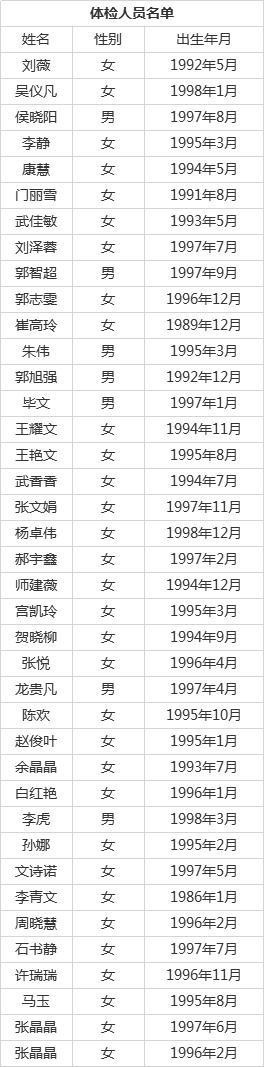 体检人员名单
姓名 性别 出生年月
刘薇 女 1992年5月
吴仪凡 女 1998年1月
侯晓阳 男 1997年8月
李静 女 1995年3月
康慧 女 1994年5月
门丽雪 女 1991年8月
武佳敏 女 1993年5月
刘泽蓉 女 1997年7月
郭智超 男 1997年9月
郭志雯 女 1996年12月
崔高玲 女 1989年12月
朱伟 男 1995年3月
郭旭强 男 1992年12月
毕文 男 1997年1月
王耀文 女 1994年11月
王艳文 女 1995年8月
武香香 女 1994年7月
张文娟 女 1997年11月
杨卓伟 女 1998年12月
郝宇鑫 女 1997年2月
师建薇 女 1994年12月
宫凯玲 女 1995年3月
贺晓柳 女 1994年9月
张悦 女 1996年4月
龙贵凡 男 1997年4月
陈欢 女 1995年10月
赵俊叶 女 1995年1月
余晶晶 女 1993年7月
白红艳 女 1996年1月
李虎 男 1998年3月
孙娜 女 1995年2月
文诗诺 女 1997年5月
李青文 女 1986年1月
周晓慧 女 1996年2月
石书静 女 1997年7月
许瑞瑞 女 1996年11月
马玉 女 1995年8月
张晶晶 女 1997年6月
张晶晶 女 1996年2月